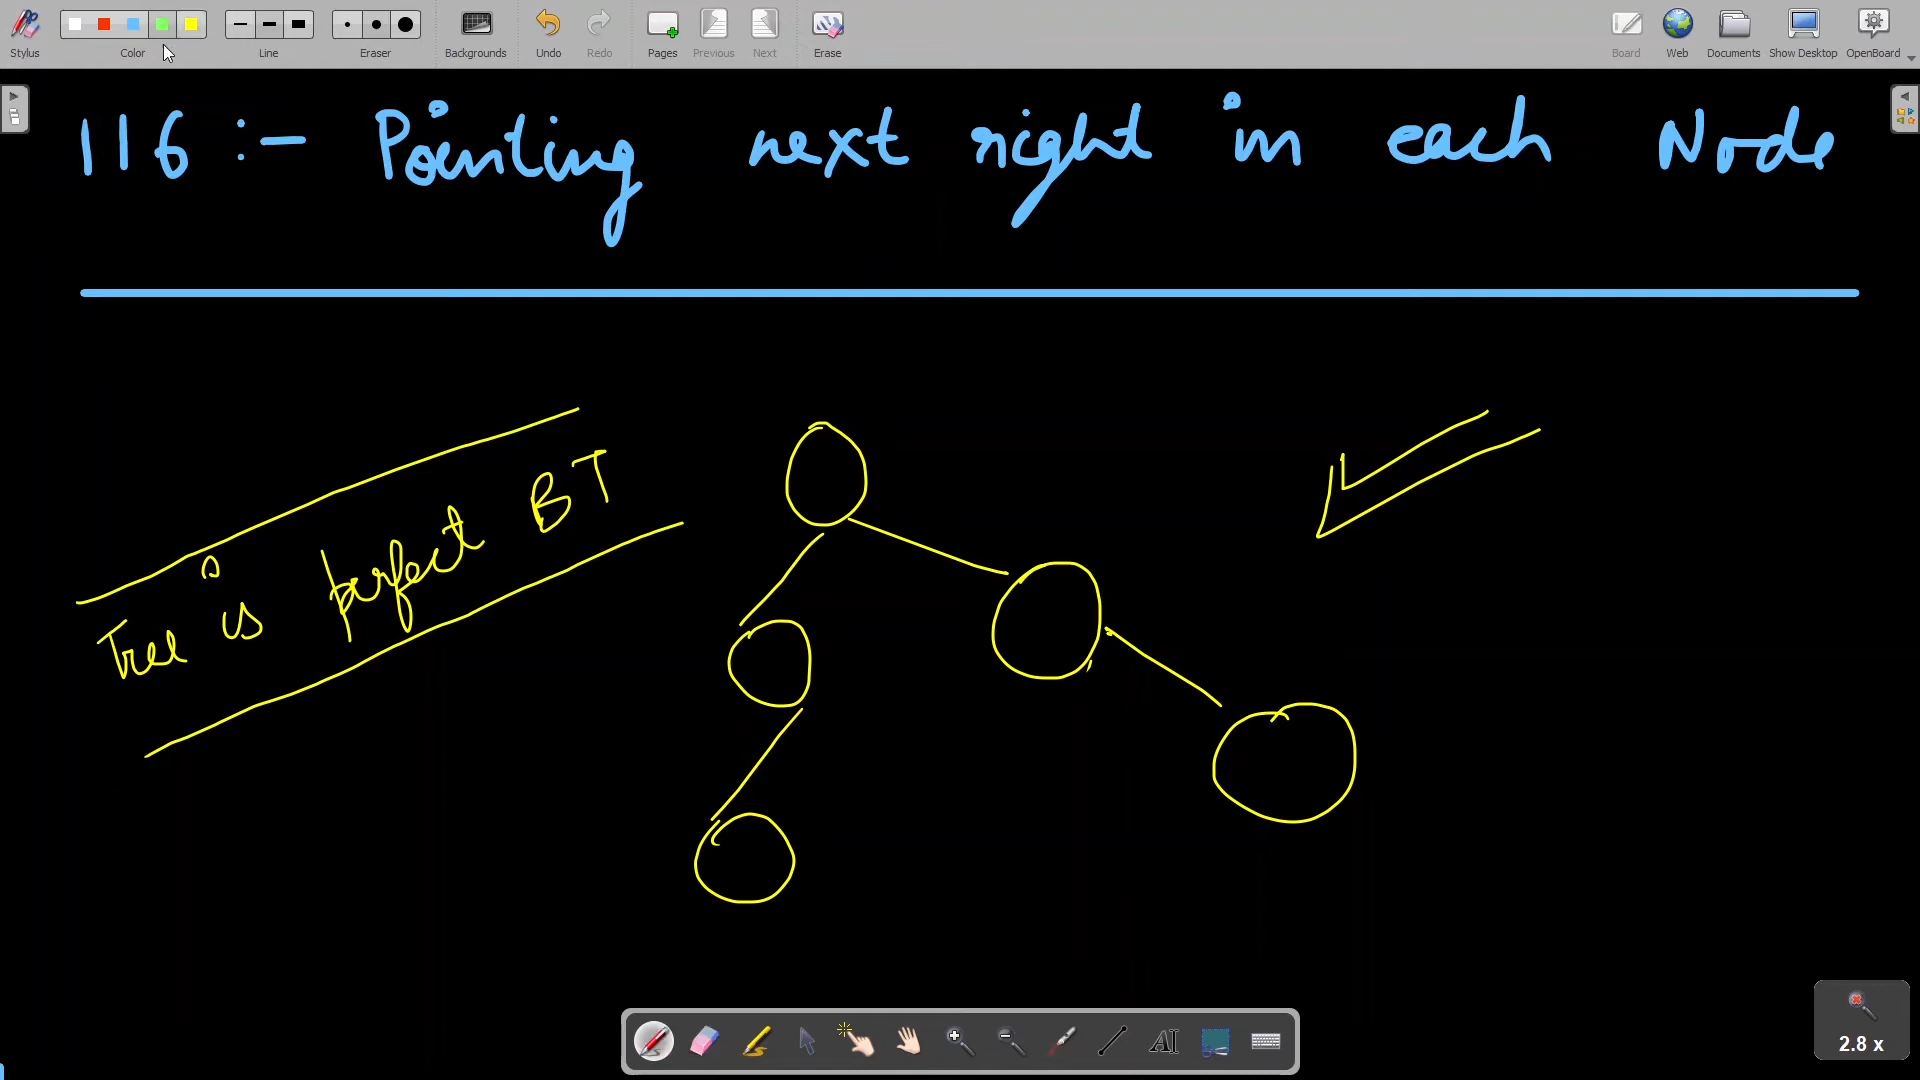 Stylus
Color
Line
Eraser
Backgrounds
Undo
Redo
Pages
Previous
Next
Erase
Board
Web
Documents
Show Desktop
OpenBoard
116 :- Pointing next right in each Node
Tree is perfect BT
AI
2.8 x